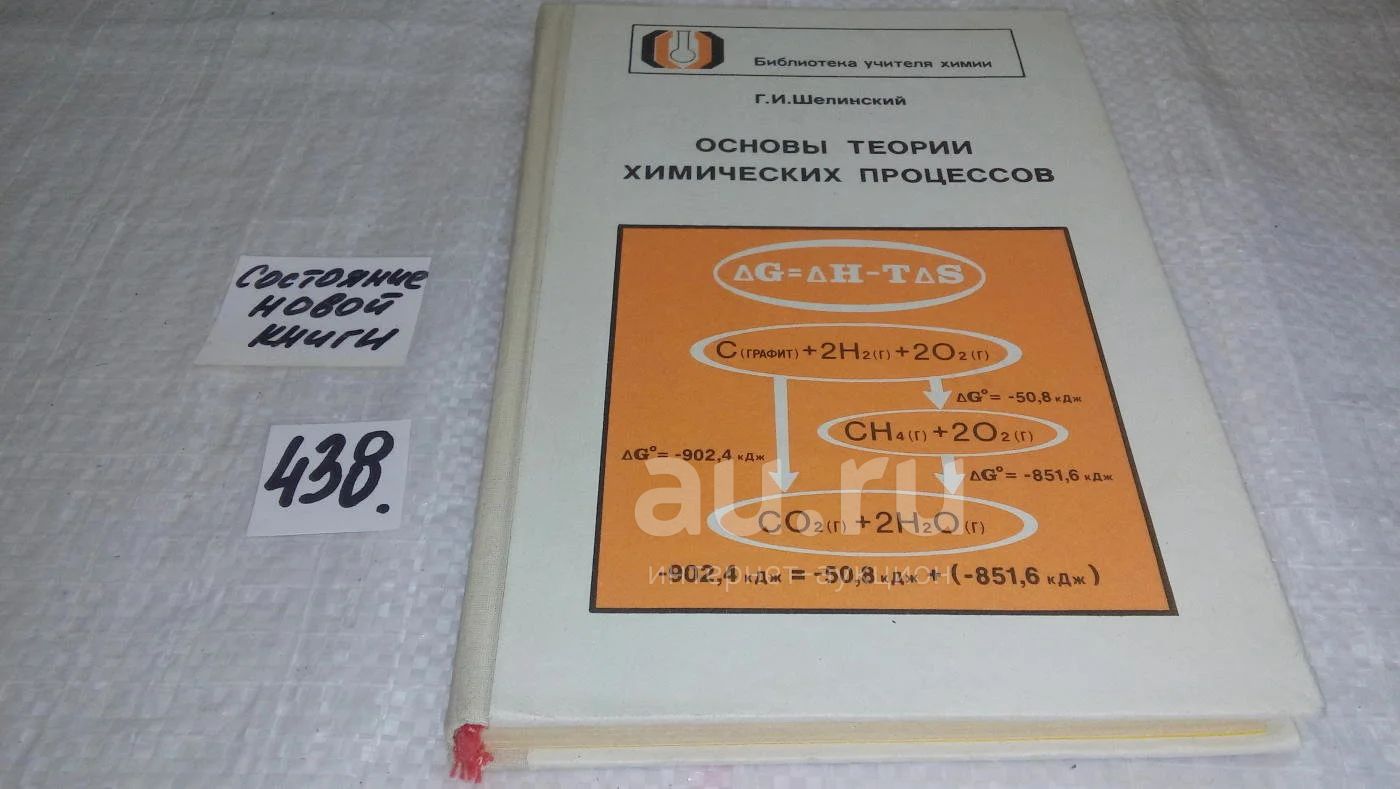 Библиотека учителя химии
Г.И.Шелинский
ОСНОВЫ ТЕОРИИ
ХИМИЧЕСКИХ ПРОЦЕССОВ
ΔG=ΔH-TΔS
C(ГРАФИТ)+2H₂(Г)+2O₂(Г)
ΔG°= -50,8 кДж
CH₄(Г)+2O₂(Г)
ΔG°= -902,4 кДж
ΔG°= -851,6 кДж
CO₂(Г)+2H₂O(Г)
-902,4 кДж = -50,8 кДж + (-851,6 кДж)
Состояние
новой
книги
438.
au.ru
интернет аукцион